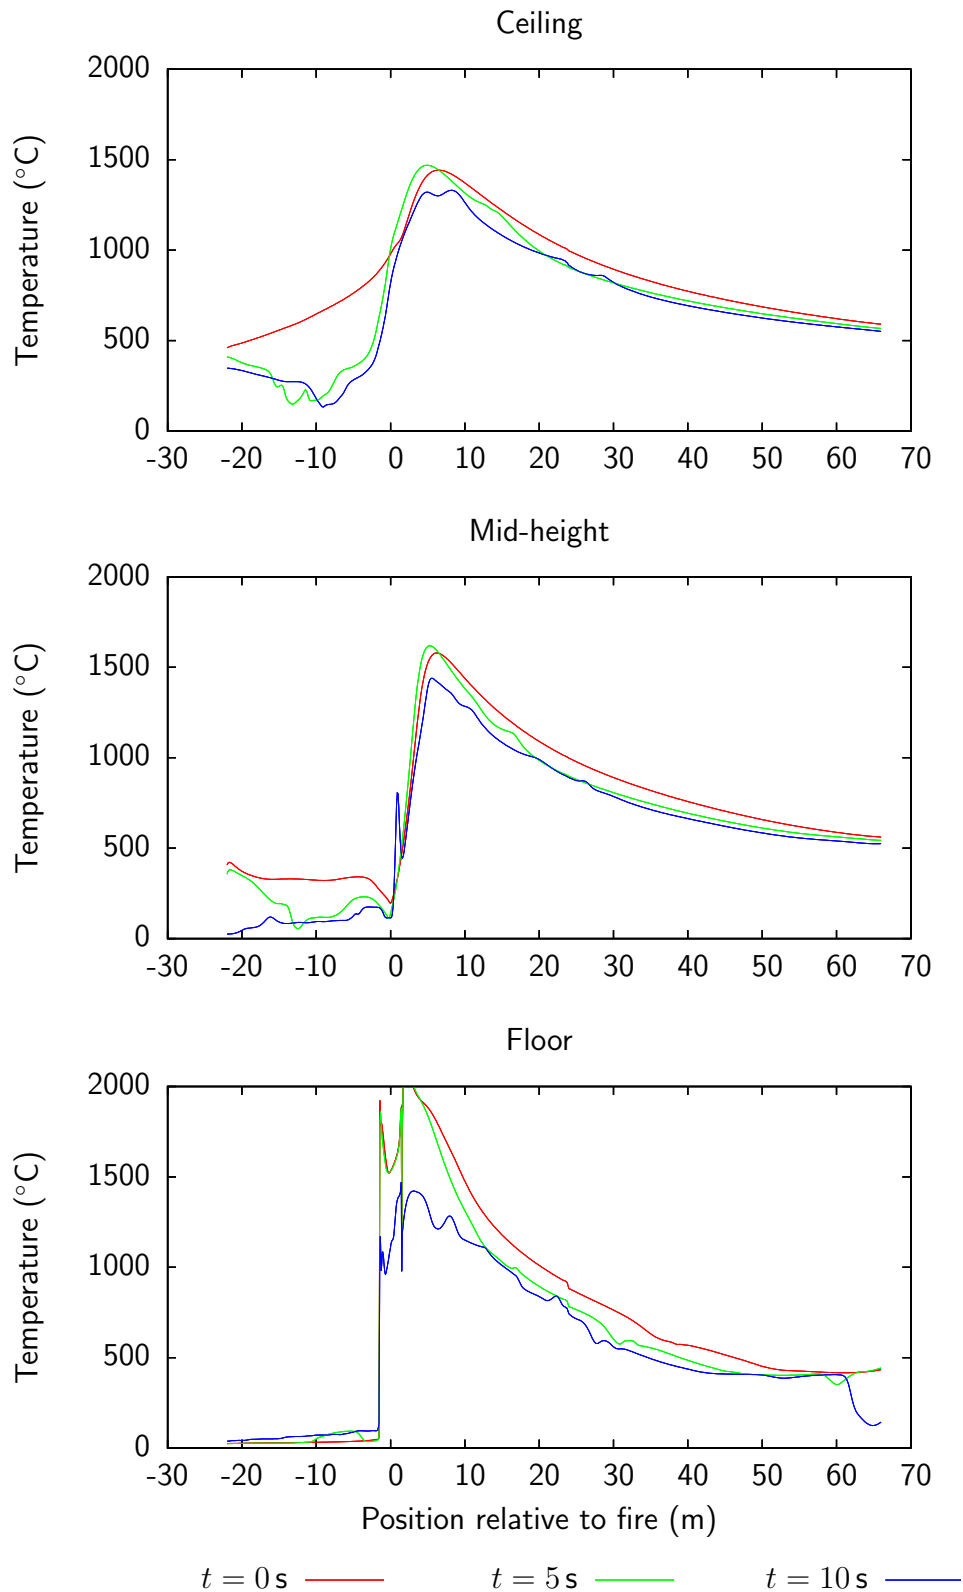 Ceiling
2000
1500
1000
500
0
Temperature (°C)
-30 -20 -10 0 10 20 30 40 50 60 70
Mid-height
2000
1500
1000
500
0
Temperature (°C)
-30 -20 -10 0 10 20 30 40 50 60 70
Floor
2000
1500
1000
500
0
Temperature (°C)
-30 -20 -10 0 10 20 30 40 50 60 70
Position relative to fire (m)
t = 0 s t = 5 s t = 10 s